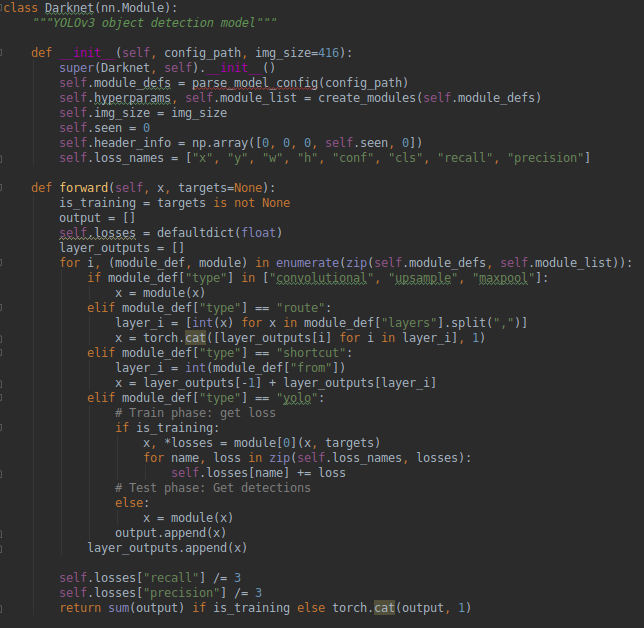 class Darknet(nn.Module):
    """YOLOv3 object detection model"""

    def __init__(self, config_path, img_size=416):
        super(Darknet, self).__init__()
        self.module_defs = parse_model_config(config_path)
        self.hyperparams, self.module_list = create_modules(self.module_defs)
        self.img_size = img_size
        self.seen = 0
        self.header_info = np.array([0, 0, 0, self.seen, 0])
        self.loss_names = ["x", "y", "w", "h", "conf", "cls", "recall", "precision"]

    def forward(self, x, targets=None):
        is_training = targets is not None
        output = []
        self.losses = defaultdict(float)
        layer_outputs = []
        for i, (module_def, module) in enumerate(zip(self.module_defs, self.module_list)):
            if module_def["type"] in ["convolutional", "upsample", "maxpool"]:
                x = module(x)
            elif module_def["type"] == "route":
                layer_i = [int(x) for x in module_def["layers"].split(",")]
                x = torch.cat([layer_outputs[i] for i in layer_i], 1)
            elif module_def["type"] == "shortcut":
                layer_i = int(module_def["from"])
                x = layer_outputs[-1] + layer_outputs[layer_i]
            elif module_def["type"] == "yolo":
                # Train phase: get loss
                if is_training:
                    x, *losses = module[0](x, targets)
                    for name, loss in zip(self.loss_names, losses):
                        self.losses[name] += loss
                # Test phase: Get detections
                else:
                    x = module(x)
                output.append(x)
            layer_outputs.append(x)

        self.losses["recall"] /= 3
        self.losses["precision"] /= 3
        return sum(output) if is_training else torch.cat(output, 1)